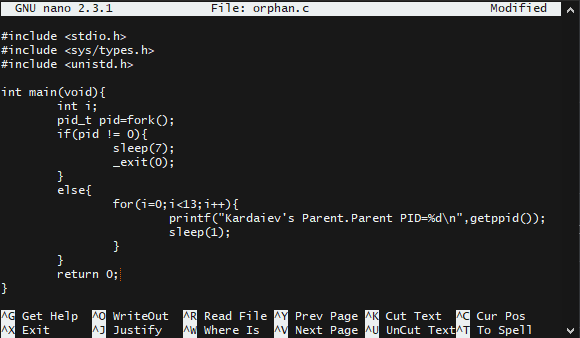 GNU nano 2.3.1 File: orphan.c Modified
#include <stdio.h>
#include <sys/types.h>
#include <unistd.h>
int main(void){
        int i;
        pid_t pid=fork();
        if(pid != 0){
                sleep(7);
                _exit(0);
        }
        else{
                for(i=0;i<13;i++){
                        printf("Kardaiev's Parent.Parent PID=%d\n",getppid());
                        sleep(1);
                }
        }
        return 0;
}
^G Get Help ^O WriteOut ^R Read File ^Y Prev Page ^K Cut Text ^C Cur Pos
^X Exit ^J Justify ^W Where Is ^V Next Page ^U UnCut Text ^T To Spell